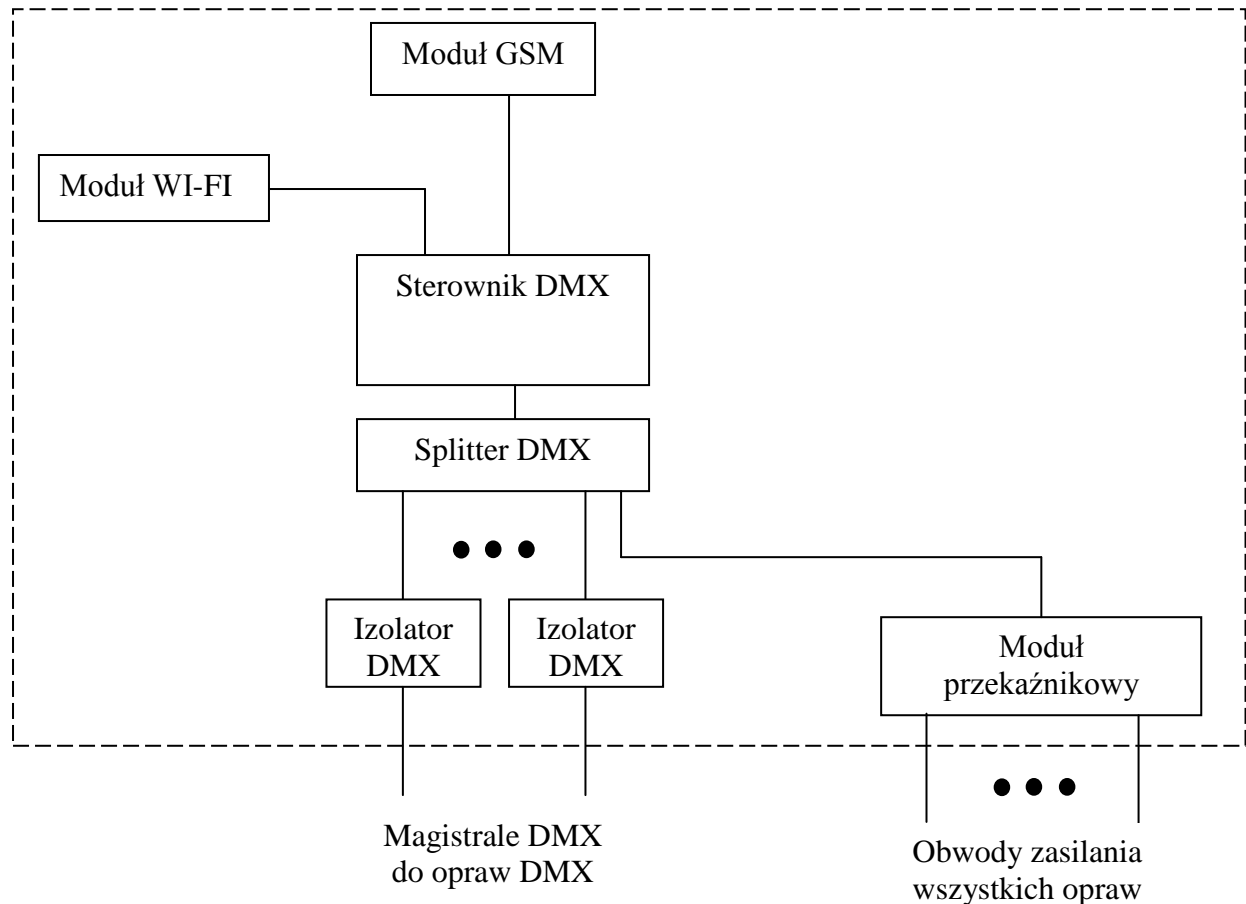 Moduł GSM
Moduł WI-FI
Sterownik DMX
Splitter DMX
Izolator
DMX
Izolator
DMX
Moduł
przekaźnikowy
Magistrale DMX
do opraw DMX
Obwody zasilania
wszystkich opraw